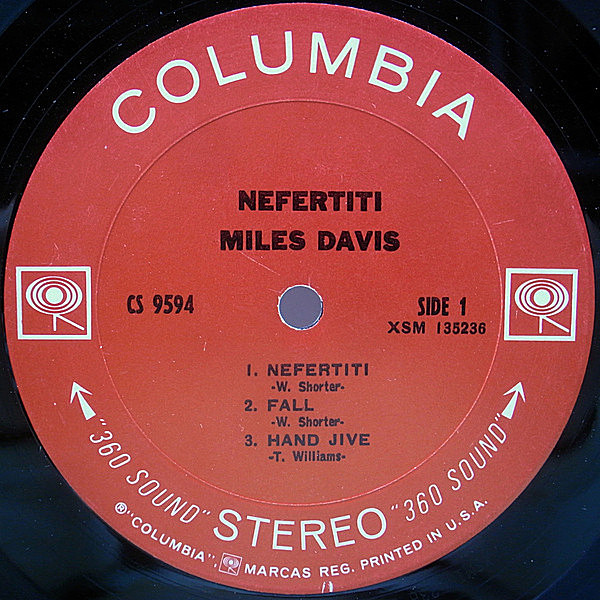 COLUMBIA
NEFERTITI
MILES DAVIS
CS 9594
SIDE 1
XSM 135236
1. NEFERTITI
-W. Shorter-
2. FALL
-W. Shorter-
3. HAND JIVE
-T. Williams-
"360 SOUND" STEREO "360 SOUND"
®"COLUMBIA", MARCAS REG. PRINTED IN U.S.A.